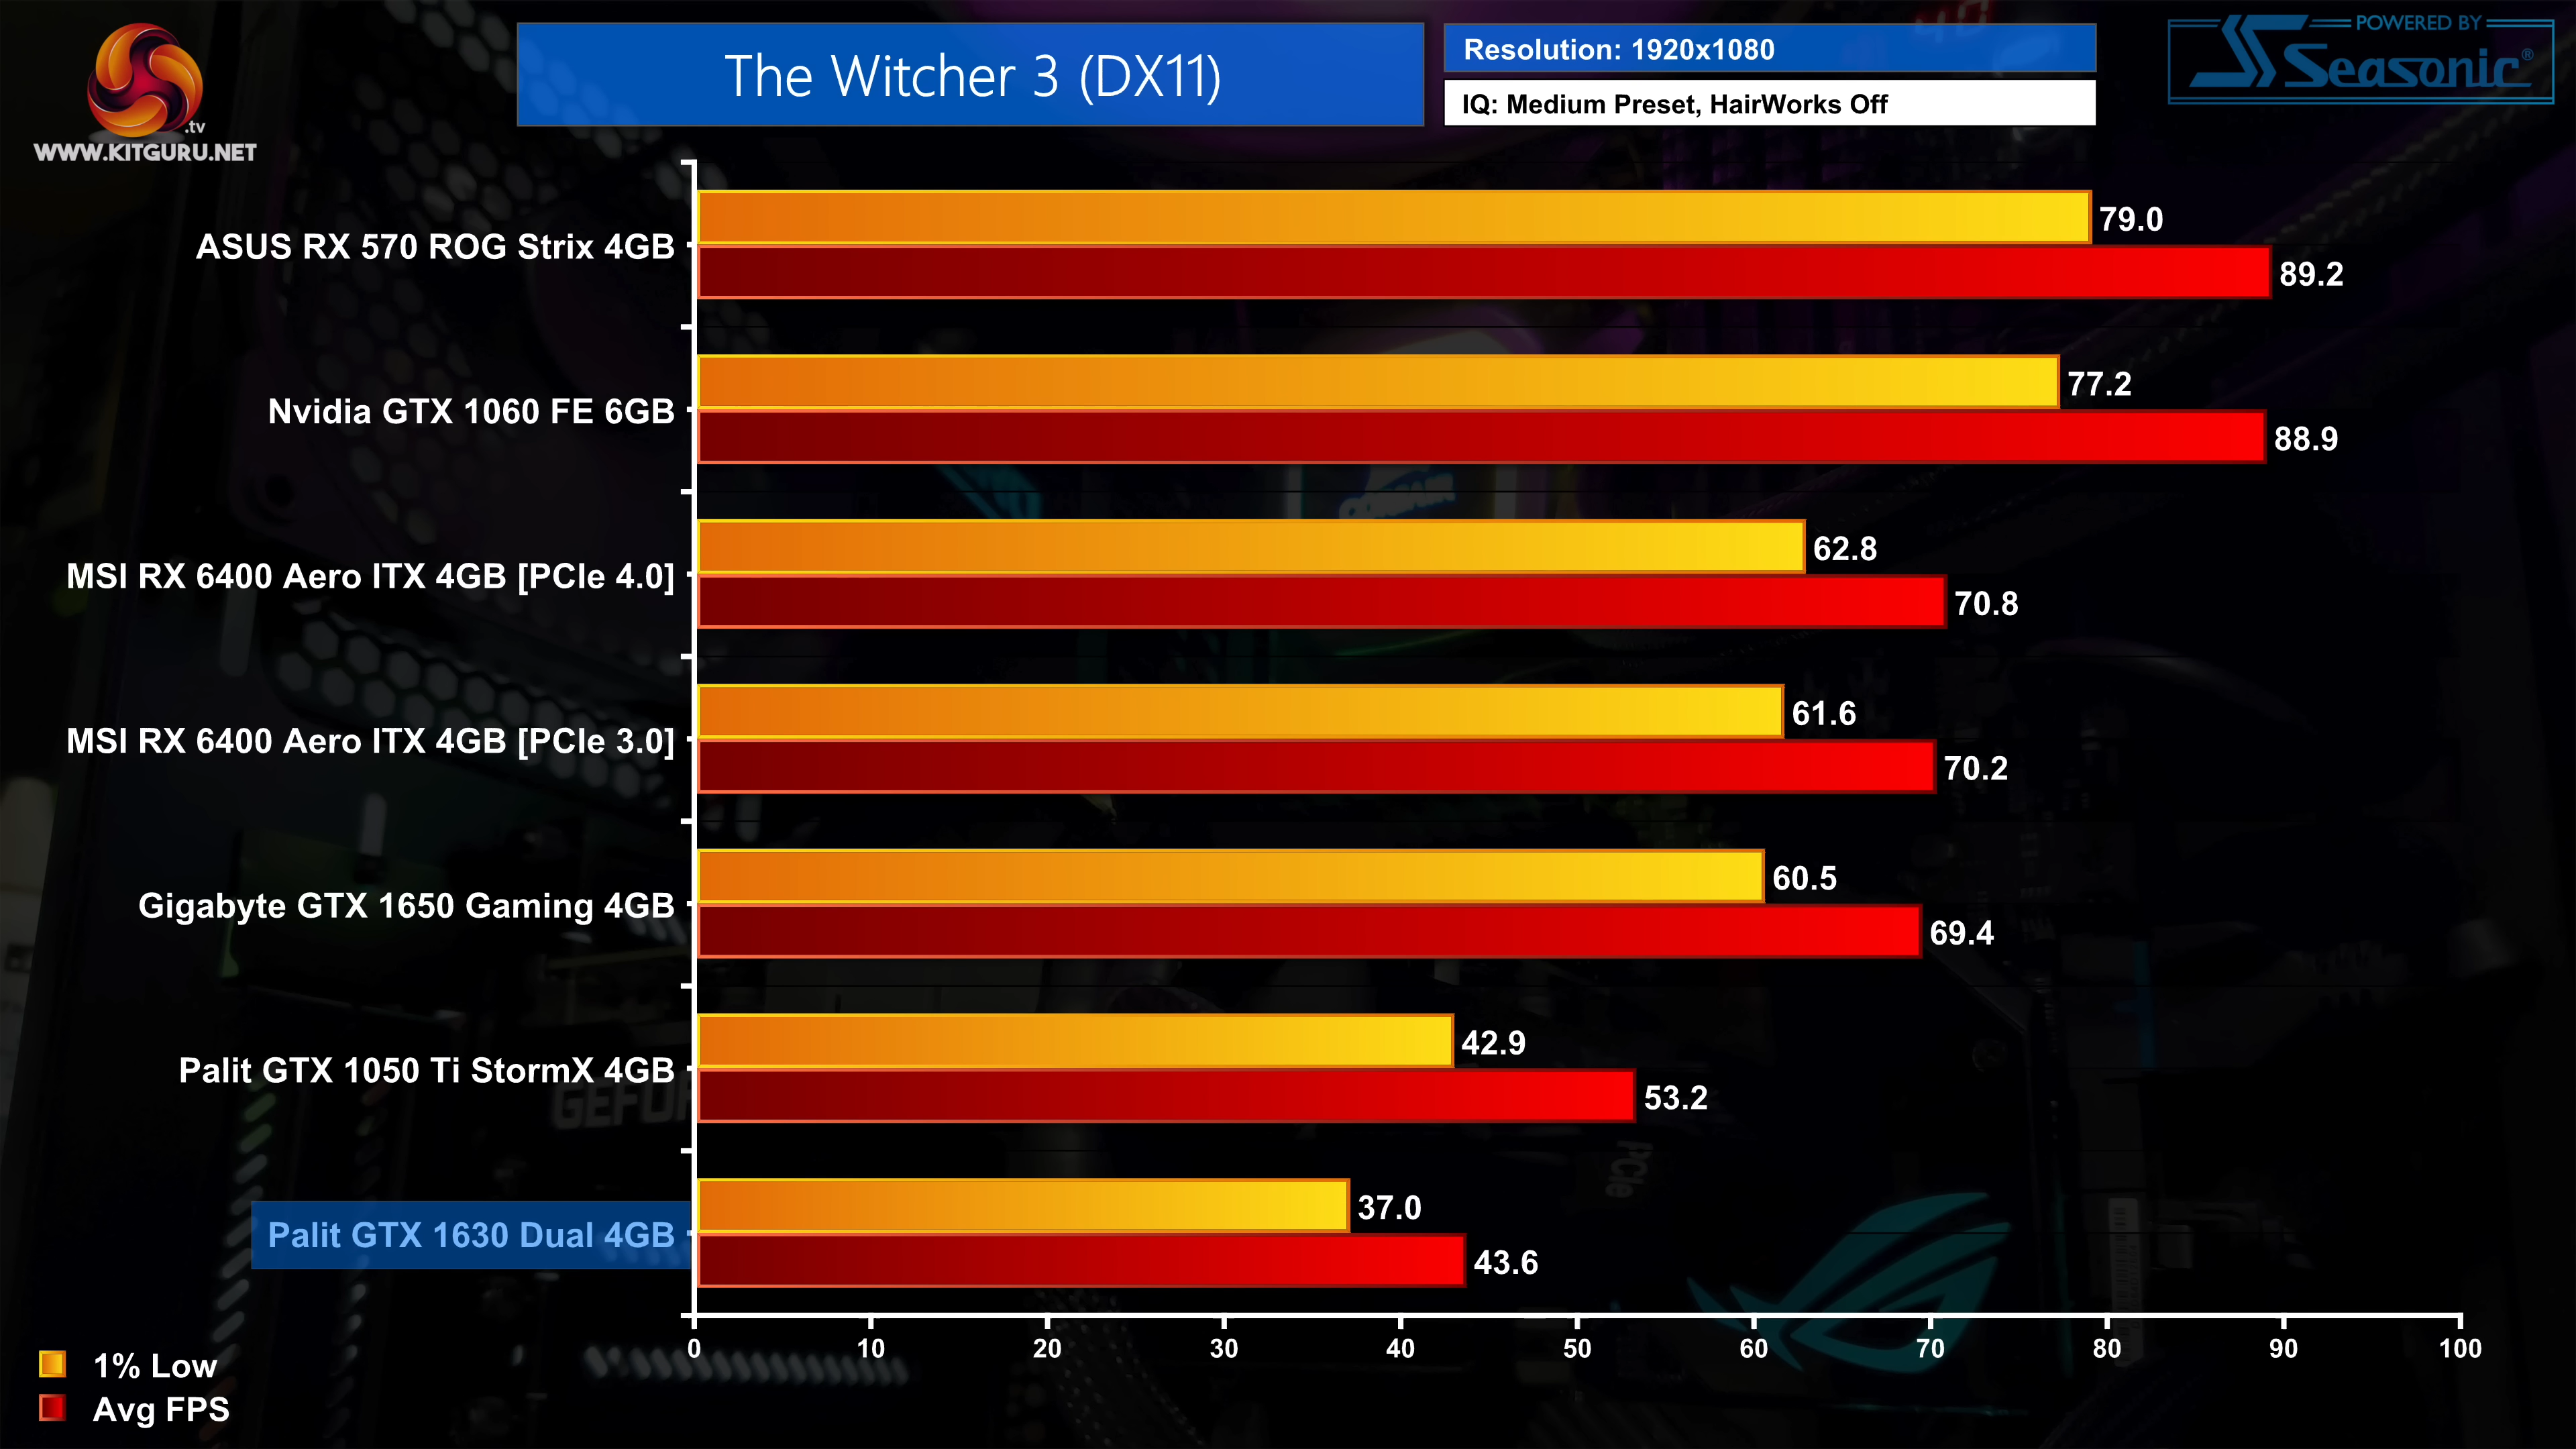 .tv
WWW.KITGURU.NET
The Witcher 3 (DX11)
Resolution: 1920x1080
IQ: Medium Preset, HairWorks Off
POWERED BY
Seasonic®
ASUS RX 570 ROG Strix 4GB
79.0
89.2
Nvidia GTX 1060 FE 6GB
77.2
88.9
MSI RX 6400 Aero ITX 4GB [PCIe 4.0]
62.8
70.8
MSI RX 6400 Aero ITX 4GB [PCIe 3.0]
61.6
70.2
Gigabyte GTX 1650 Gaming 4GB
60.5
69.4
Palit GTX 1050 Ti StormX 4GB
42.9
53.2
Palit GTX 1630 Dual 4GB
37.0
43.6
0 10 20 30 40 50 60 70 80 90 100
1% Low
Avg FPS
PCIe